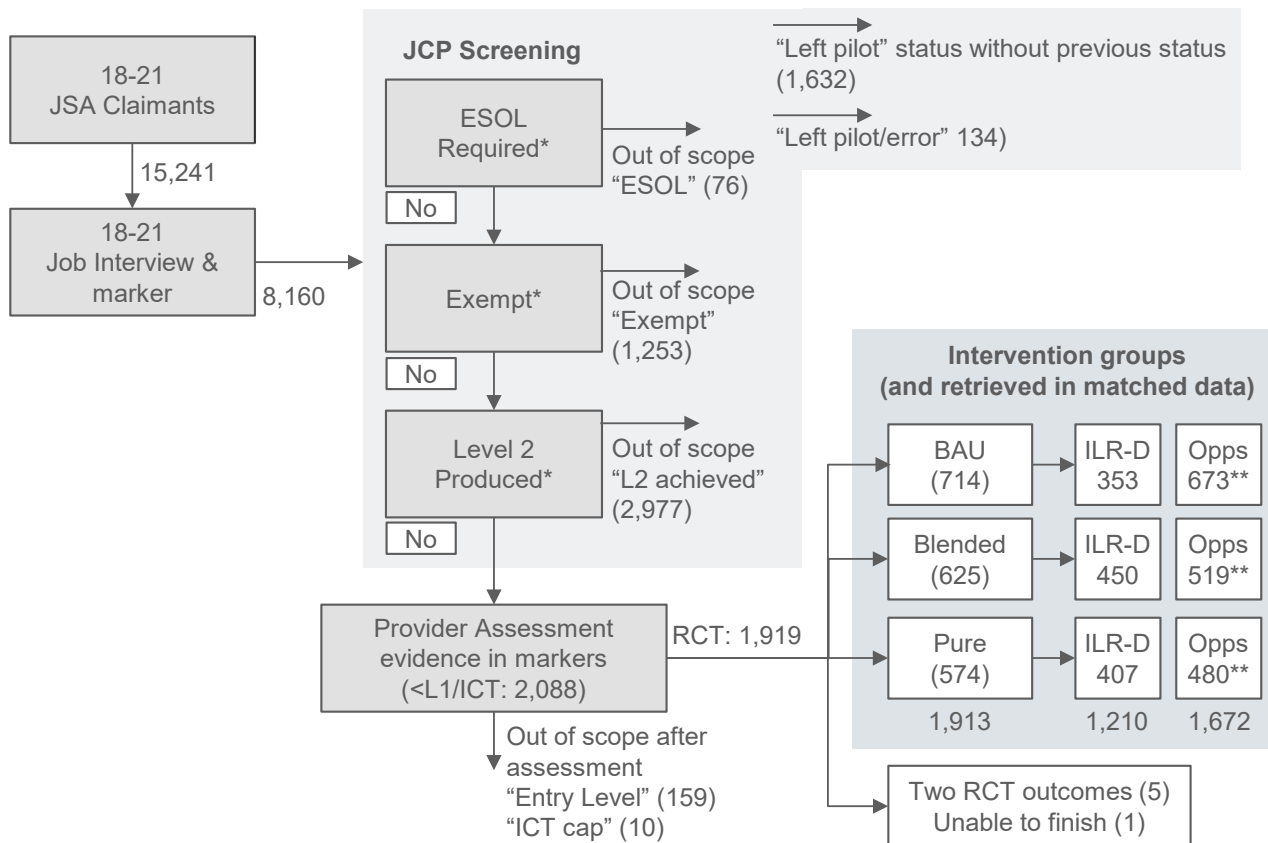 18-21
JSA Claimants
15,241
18-21
Job Interview &
marker
8,160
JCP Screening
ESOL
Required*
Out of scope
“ESOL” (76)
No
Exempt*
Out of scope
“Exempt”
(1,253)
No
Level 2
Produced*
Out of scope
“L2 achieved”
(2,977)
No
“Left pilot” status without previous status
(1,632)
“Left pilot/error” 134)
Provider Assessment
evidence in markers
(<L1/ICT: 2,088)
RCT: 1,919
Out of scope after
assessment
“Entry Level” (159)
“ICT cap” (10)
Intervention groups
(and retrieved in matched data)
BAU
(714)
ILR-D
353
Opps
673**
Blended
(625)
ILR-D
450
Opps
519**
Pure
(574)
ILR-D
407
Opps
480**
1,913
1,210
1,672
Two RCT outcomes (5)
Unable to finish (1)